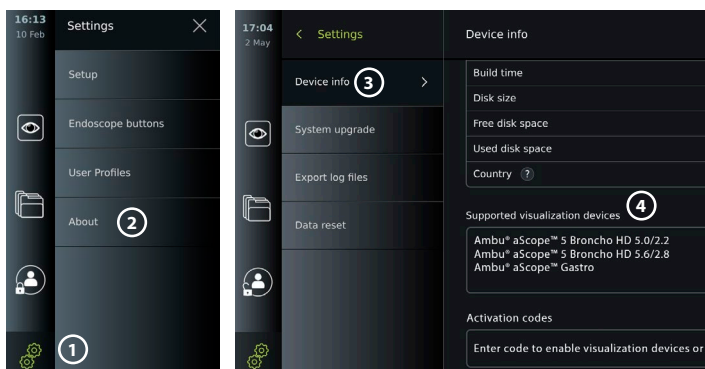 16:13
10 Feb
Settings
Setup
Endoscope buttons
User Profiles
About
2
1
17:04
2 May
Settings
Device info
3
System upgrade
Export log files
Data reset
Device info
Build time
Disk size
Free disk space
Used disk space
Country ?
Supported visualization devices
4
Ambu® aScope™ 5 Broncho HD 5.0/2.2
Ambu® aScope™ 5 Broncho HD 5.6/2.8
Ambu® aScope™ Gastro
Activation codes
Enter code to enable visualization devices or